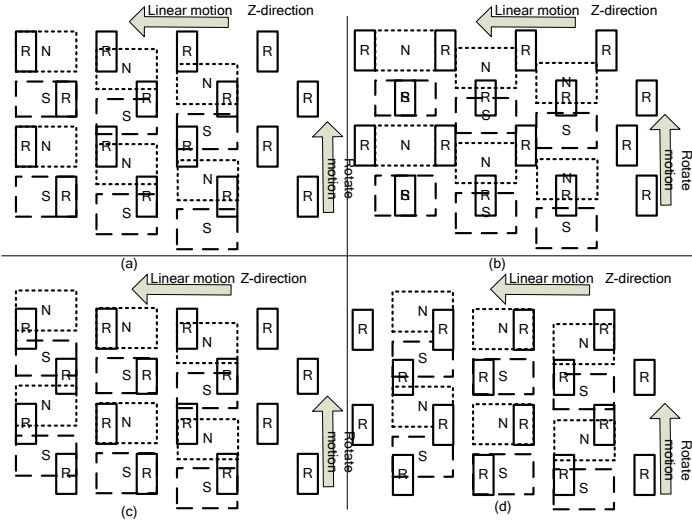 Linear motion Z-direction
R N R R R
N N
S R R R R
S S
R N R R R
N N
S R R R R
S S
Rotate
motion
(a)
Linear motion Z-direction
R N R R R
N N
R R R R
S S
R N R R R
N N
R R R R
S S
Rotate
motion
(b)
Linear motion Z-direction
N
R R N R R
N
S
R S R R R
S
N
R R N R R
N
S
R S R R R
S
Rotate
motion
(c)
Linear motion Z-direction
N
R R N R R
N
S
R R S R R
S
N
R R N R R
N
S
R R S R R
S
Rotate
motion
(d)